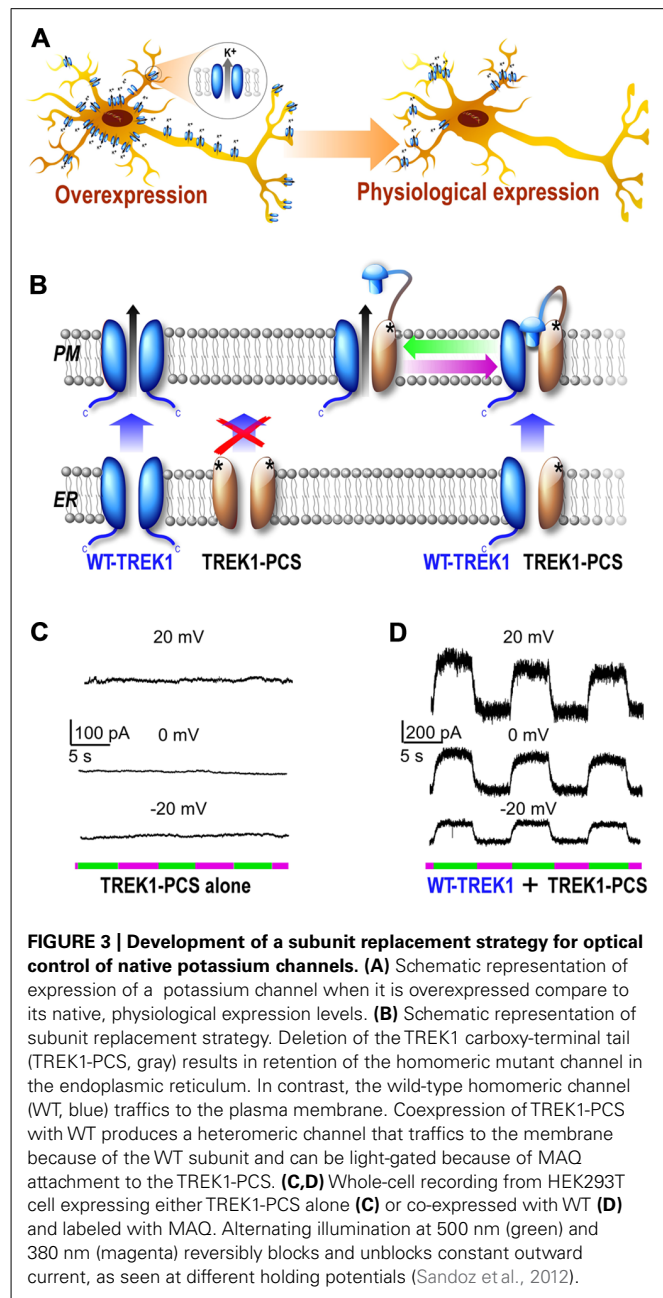 A
K+
Overexpression
Physiological expression
B
PM
*
*
C
C
*
*
*
ER
C
C
C
WT-TREK1
TREK1-PCS
WT-TREK1
TREK1-PCS
C
20 mV
100 pA
5 s
0 mV
-20 mV
TREK1-PCS alone
D
20 mV
200 pA
5 s
0 mV
-20 mV
WT-TREK1 + TREK1-PCS
FIGURE 3 | Development of a subunit replacement strategy for optical
control of native potassium channels. (A) Schematic representation of
expression of a potassium channel when it is overexpressed compare to
its native, physiological expression levels. (B) Schematic representation of
subunit replacement strategy. Deletion of the TREK1 carboxy-terminal tail
(TREK1-PCS, gray) results in retention of the homomeric mutant channel in
the endoplasmic reticulum. In contrast, the wild-type homomeric channel
(WT, blue) traffics to the plasma membrane. Coexpression of TREK1-PCS
with WT produces a heteromeric channel that traffics to the membrane
because of the WT subunit and can be light-gated because of MAQ
attachment to the TREK1-PCS. (C,D) Whole-cell recording from HEK293T
cell expressing either TREK1-PCS alone (C) or co-expressed with WT (D)
and labeled with MAQ. Alternating illumination at 500 nm (green) and
380 nm (magenta) reversibly blocks and unblocks constant outward
current, as seen at different holding potentials (Sandoz et al., 2012).